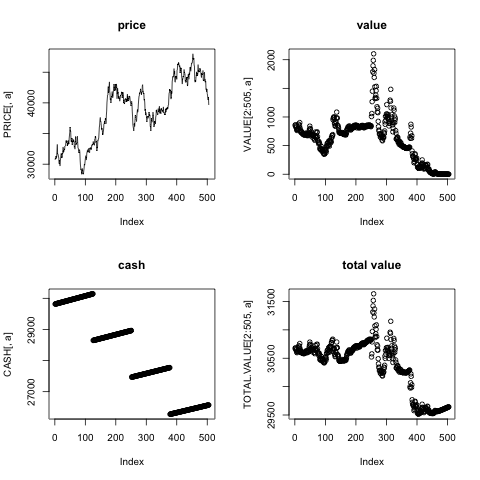 price
PRICE[, a]
30000
40000
0 100 200 300 400 500
Index
value
VALUE[2:505, a]
0
500
1000
2000
0 100 200 300 400 500
Index
cash
CASH[, a]
27000
29000
0 100 200 300 400 500
Index
total value
TOTAL.VALUE[2:505, a]
29500
30500
31500
0 100 200 300 400 500
Index